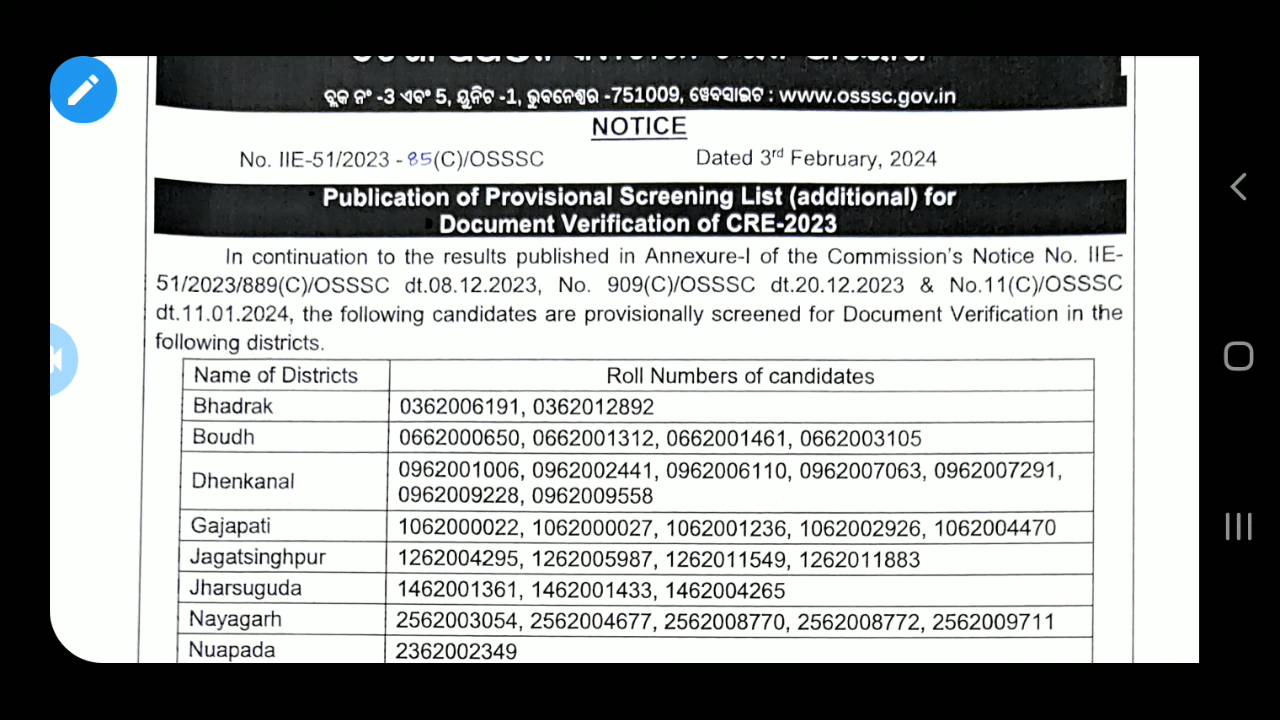 ବ୍ଲକ ନଂ -3 ଏବଂ 5, ୟୁନିଟ -1, ଭୁବନେଶ୍ଵର -751009, ୱେବସାଇଟ : www.osssc.gov.in
NOTICE
No. IIE-51/2023 - 85(C)/OSSSC Dated 3rd February, 2024
Publication of Provisional Screening List (additional) for
Document Verification of CRE-2023
In continuation to the results published in Annexure-I of the Commission's Notice No. IIE-
51/2023/889(C)/OSSSC dt.08.12.2023, No. 909(C)/OSSSC dt.20.12.2023 & No.11(C)/OSSSC
dt.11.01.2024, the following candidates are provisionally screened for Document Verification in the
following districts.
Name of Districts Roll Numbers of candidates
Bhadrak 0362006191, 0362012892
Boudh 0662000650, 0662001312, 0662001461, 0662003105
Dhenkanal 0962001006, 0962002441, 0962006110, 0962007063, 0962007291,
0962009228, 0962009558
Gajapati 1062000022, 1062000027, 1062001236, 1062002926, 1062004470
Jagatsinghpur 1262004295, 1262005987, 1262011549, 1262011883
Jharsuguda 1462001361, 1462001433, 1462004265
Nayagarh 2562003054, 2562004677, 2562008770, 2562008772, 2562009711
Nuapada 2362002349